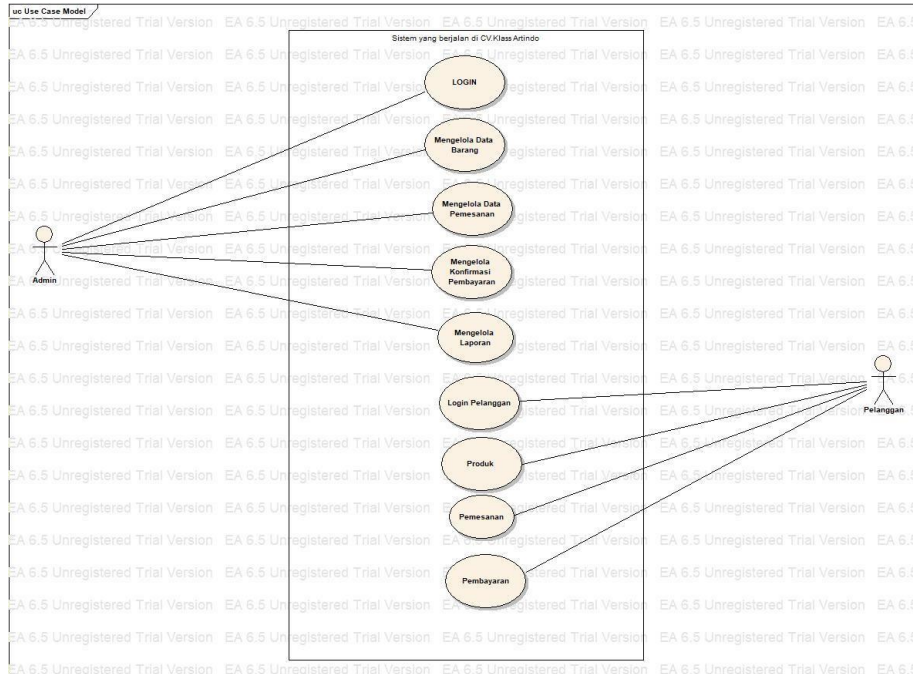 uc Use Case Model
Sistem yang berjalan di CV.Klass Artindo
LOGIN
Mengelola Data
Barang
Mengelola Data
Pemesanan
Mengelola
Konfirmasi
Pembayaran
Mengelola
Laporan
Login Pelanggan
Produk
Pemesanan
Pembayaran
Admin
Pelanggan
EA 6.5 Unregistered Trial Version